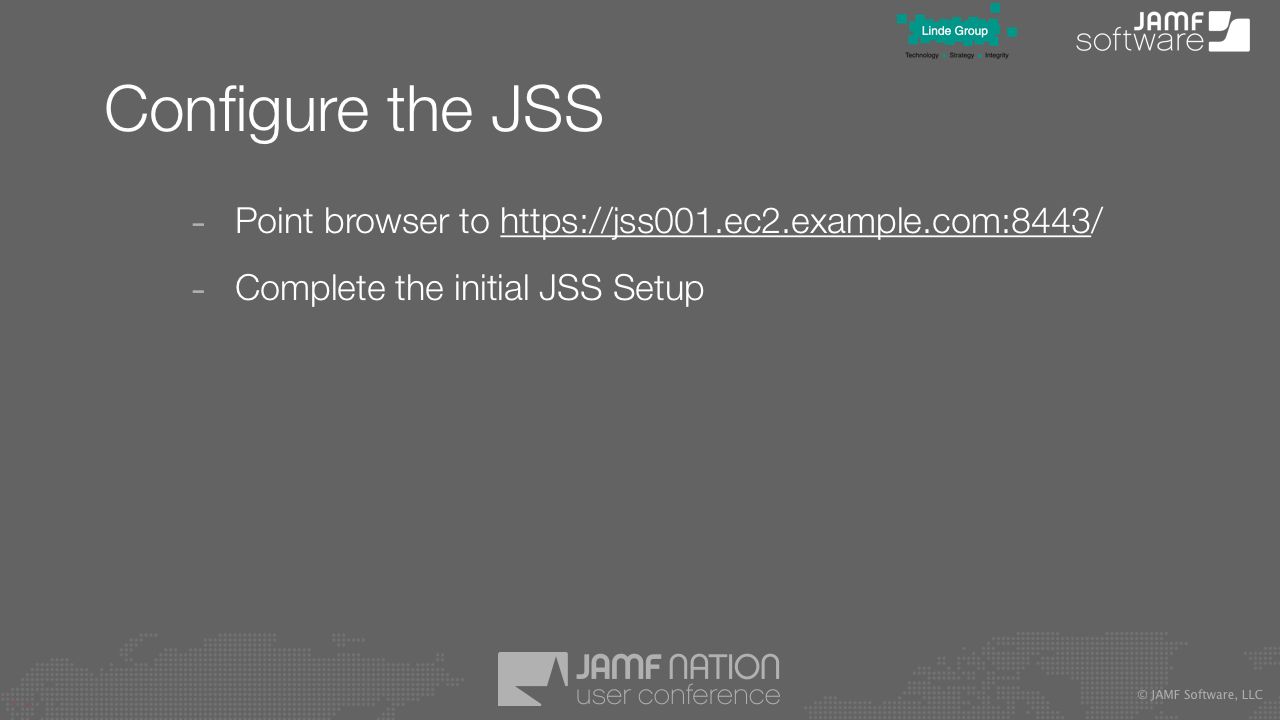 Linde Group
Technology Strategy Integrity
JAMF
software
Configure the JSS
- Point browser to https://jss001.ec2.example.com:8443/
- Complete the initial JSS Setup
JAMF NATION
user conference
© JAMF Software, LLC